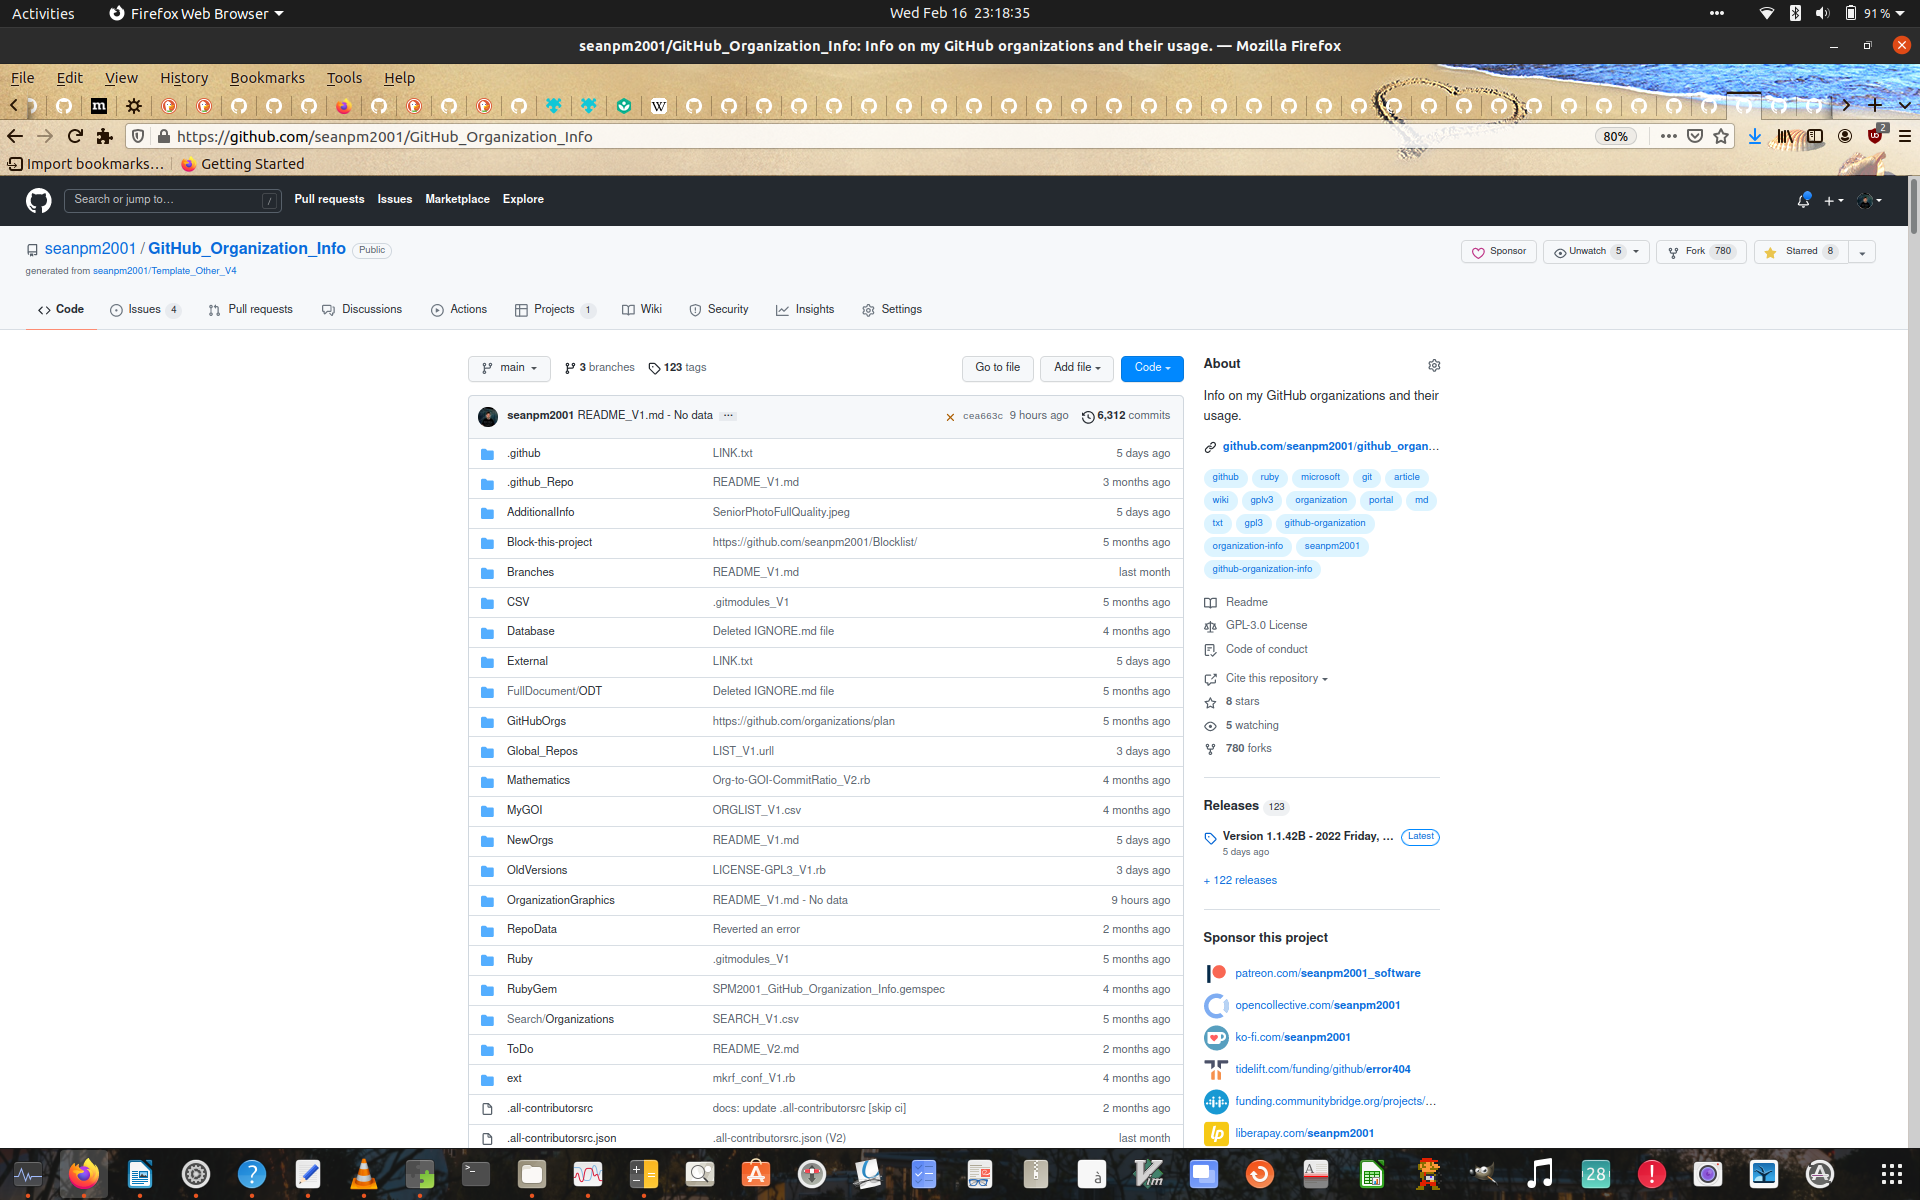 Activities Firefox Web Browser Wed Feb 16 23:18:35 91 %
seanpm2001/GitHub_Organization_Info: Info on my GitHub organizations and their usage. — Mozilla Firefox
File Edit View History Bookmarks Tools Help
https://github.com/seanpm2001/GitHub_Organization_Info 80% 2
Import bookmarks… Getting Started
Search or jump to… / Pull requests Issues Marketplace Explore
seanpm2001 / GitHub_Organization_Info Public Sponsor Unwatch 5 Fork 780 Starred 8
generated from seanpm2001/Template_Other_V4
Code Issues 4 Pull requests Discussions Actions Projects 1 Wiki Security Insights Settings
main 3 branches 123 tags Go to file Add file Code
seanpm2001 README_V1.md - No data ... cea663c 9 hours ago 6,312 commits
.github LINK.txt 5 days ago
.github_Repo README_V1.md 3 months ago
AdditionalInfo SeniorPhotoFullQuality.jpeg 5 days ago
Block-this-project https://github.com/seanpm2001/Blocklist/ 5 months ago
Branches README_V1.md last month
CSV .gitmodules_V1 5 months ago
Database Deleted IGNORE.md file 4 months ago
External LINK.txt 5 days ago
FullDocument/ODT Deleted IGNORE.md file 5 months ago
GitHubOrgs https://github.com/organizations/plan 5 months ago
Global_Repos LIST_V1.urll 3 days ago
Mathematics Org-to-GOI-CommitRatio_V2.rb 4 months ago
MyGOI ORGLIST_V1.csv 4 months ago
NewOrgs README_V1.md 5 days ago
OldVersions LICENSE-GPL3_V1.rb 3 days ago
OrganizationGraphics README_V1.md - No data 9 hours ago
RepoData Reverted an error 2 months ago
Ruby .gitmodules_V1 5 months ago
RubyGem SPM2001_GitHub_Organization_Info.gemspec 4 months ago
Search/Organizations SEARCH_V1.csv 5 months ago
ToDo README_V2.md 2 months ago
ext mkrf_conf_V1.rb 4 months ago
.all-contributorsrc docs: update .all-contributorsrc [skip ci] 2 months ago
.all-contributorsrc.json .all-contributorsrc.json (V2) last month
About
Info on my GitHub organizations and their
usage.
github.com/seanpm2001/github_organ…
github ruby microsoft git article
wiki gplv3 organization portal md
txt gpl3 github-organization
organization-info seanpm2001
github-organization-info
Readme
GPL-3.0 License
Code of conduct
Cite this repository
8 stars
5 watching
780 forks
Releases 123
Version 1.1.42B - 2022 Friday, … Latest
5 days ago
+ 122 releases
Sponsor this project
patreon.com/seanpm2001_software
opencollective.com/seanpm2001
ko-fi.com/seanpm2001
tidelift.com/funding/github/error404
funding.communitybridge.org/projects/…
liberapay.com/seanpm2001
28